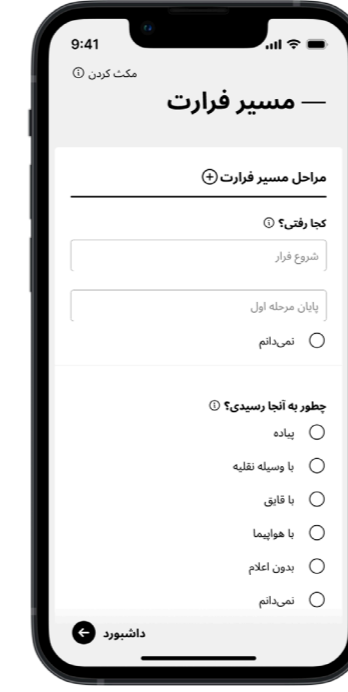 9:41
مکث کردن
— مسیر فرارت
مراحل مسیر فرارت
کجا رفتی؟
شروع فرار
پایان مرحله اول
نمی‌دانم
چطور به آنجا رسیدی؟
پیاده
با وسیله نقلیه
با قایق
با هواپیما
بدون اعلام
نمی‌دانم
داشبورد